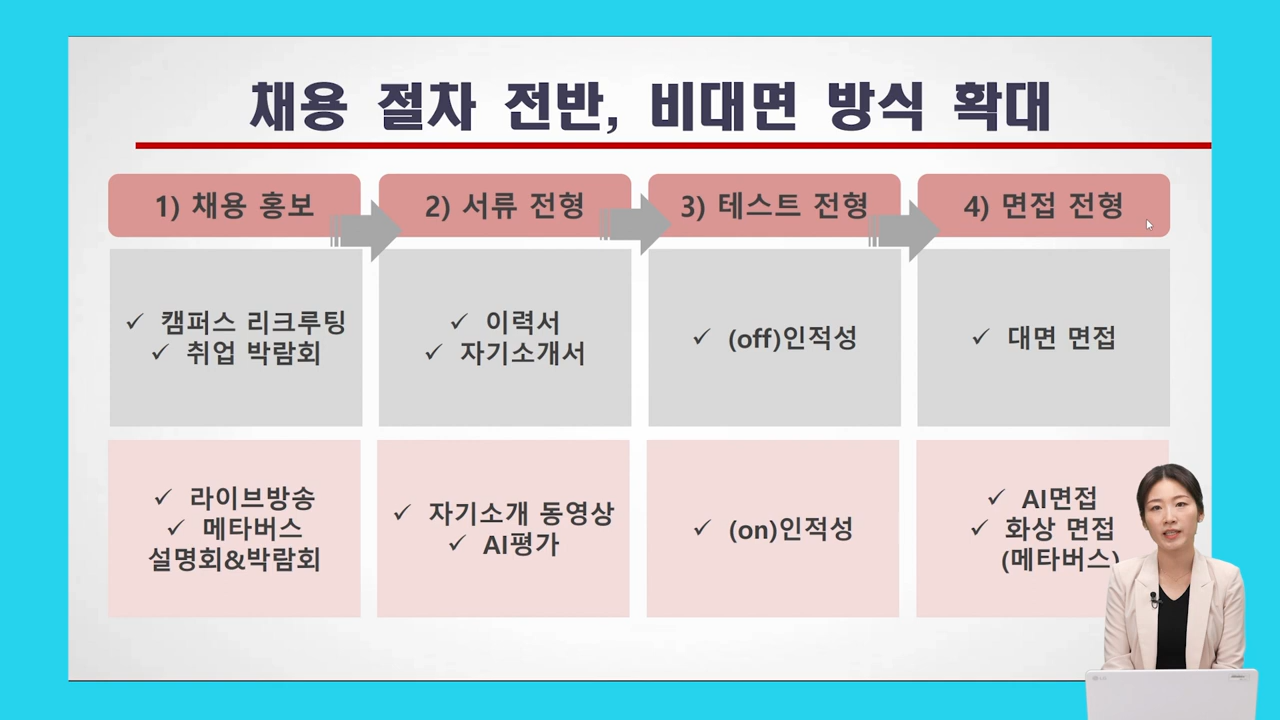 채용 절차 전반, 비대면 방식 확대
1) 채용 홍보
2) 서류 전형
3) 테스트 전형
4) 면접 전형
✓ 캠퍼스 리크루팅
✓ 취업 박람회
✓ 이력서
✓ 자기소개서
✓ (off)인적성
✓ 대면 면접
✓ 라이브방송
✓ 메타버스
설명회&박람회
✓ 자기소개 동영상
✓ AI평가
✓ (on)인적성
✓ AI면접
✓ 화상 면접
(메타버스)
LG